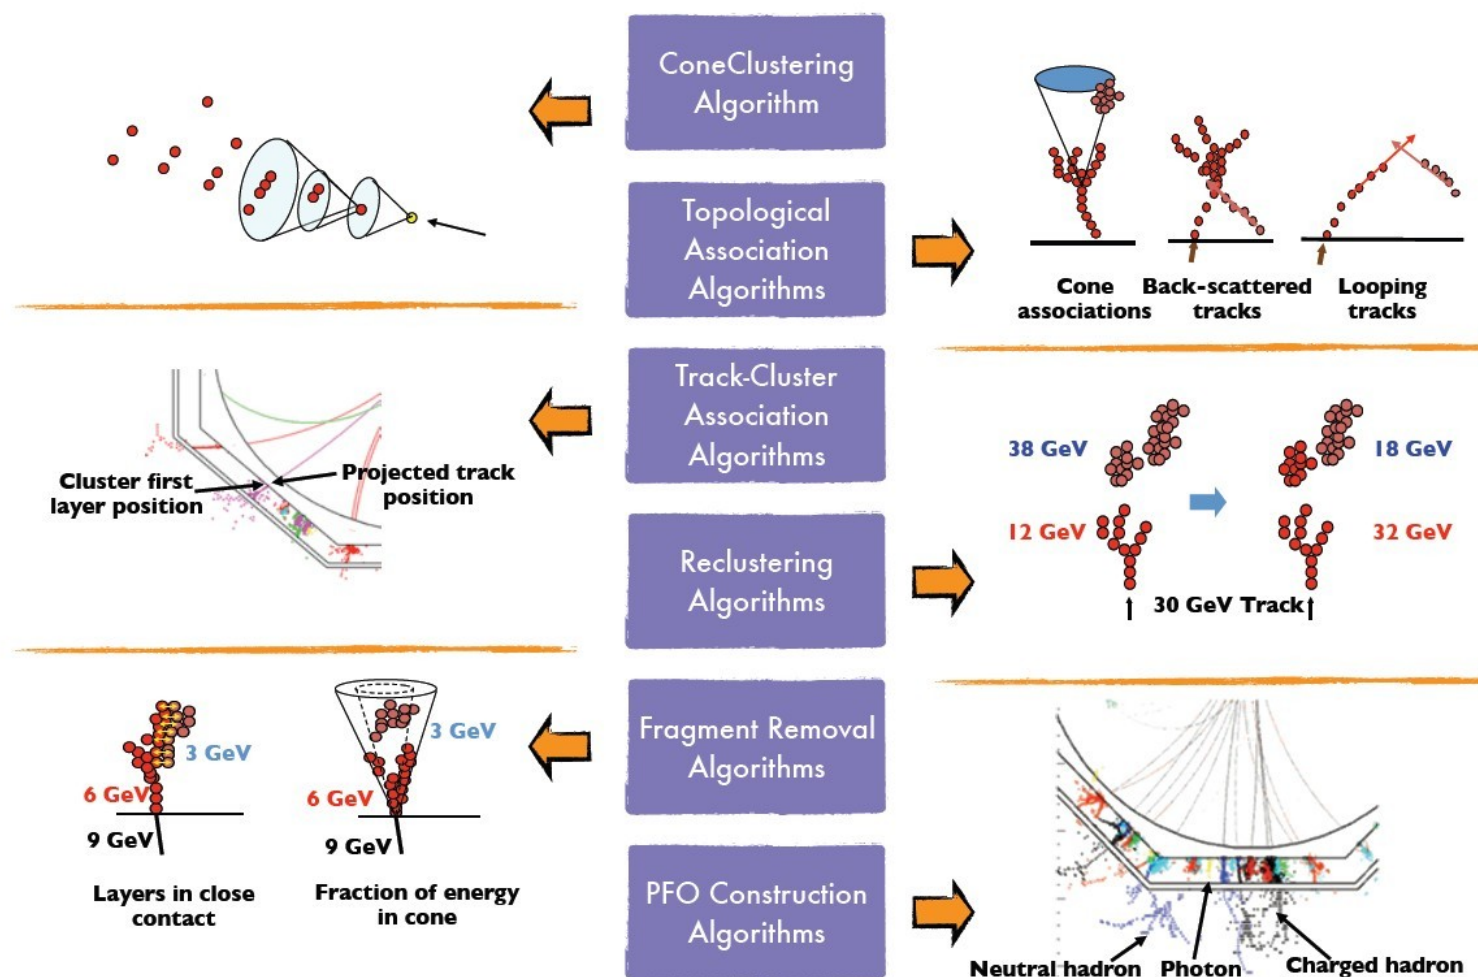 ConeClustering
Algorithm
Topological
Association
Algorithms
Cone
associations
Back-scattered
tracks
Looping
tracks
Track-Cluster
Association
Algorithms
Cluster first
layer position
Projected track
position
Reclustering
Algorithms
38 GeV
18 GeV
12 GeV
32 GeV
30 GeV Track
Fragment Removal
Algorithms
3 GeV
6 GeV
9 GeV
Layers in close
contact
3 GeV
6 GeV
9 GeV
Fraction of energy
in cone
PFO Construction
Algorithms
Neutral hadron
Photon
Charged hadron